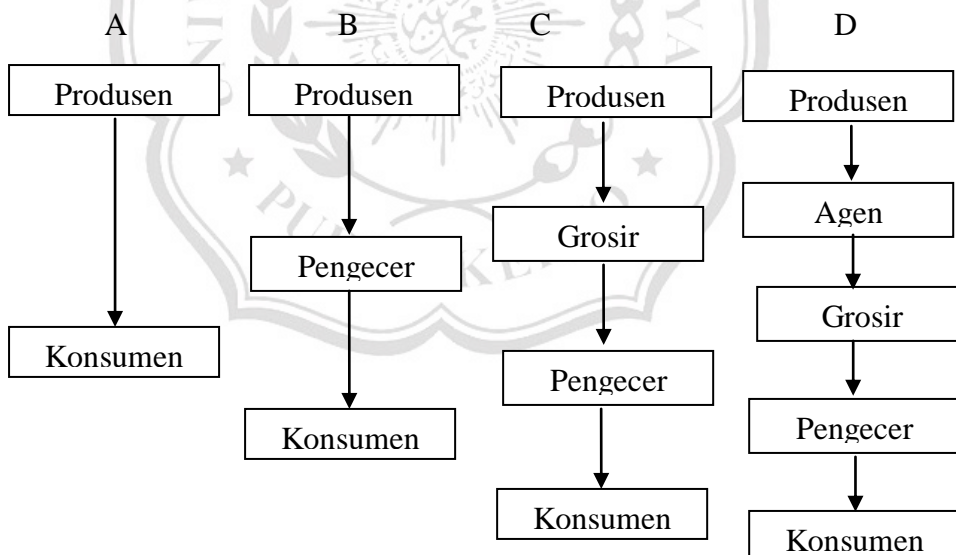 A B C D
Produsen
Konsumen
Produsen
Pengecer
Konsumen
Produsen
Grosir
Pengecer
Konsumen
Produsen
Agen
Grosir
Pengecer
Konsumen